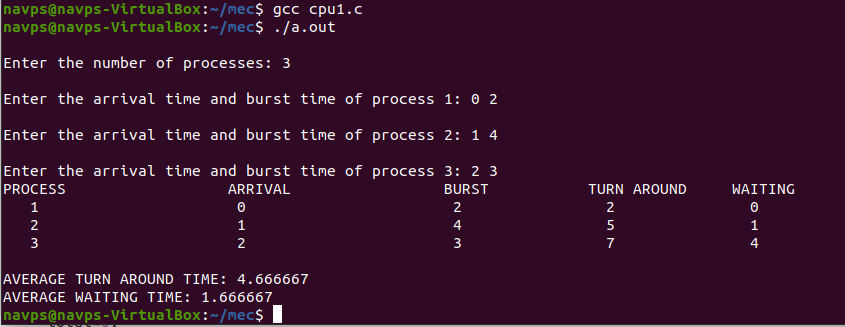 navps@navps-VirtualBox:~/mec$ gcc cpu1.c
navps@navps-VirtualBox:~/mec$ ./a.out
Enter the number of processes: 3
Enter the arrival time and burst time of process 1: 0 2
Enter the arrival time and burst time of process 2: 1 4
Enter the arrival time and burst time of process 3: 2 3
PROCESS ARRIVAL BURST TURN AROUND WAITING
1 0 2 2 0
2 1 4 5 1
3 2 3 7 4
AVERAGE TURN AROUND TIME: 4.666667
AVERAGE WAITING TIME: 1.666667
navps@navps-VirtualBox:~/mec$